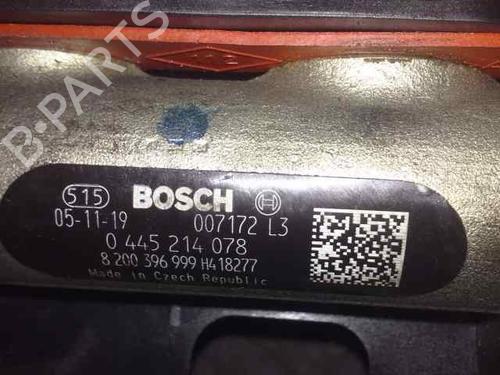 B-PARTS
515 BOSCH
05-11-19 007172 L3
0 445 214 078
8 200 396 999 H418277
Made in Czech Republic